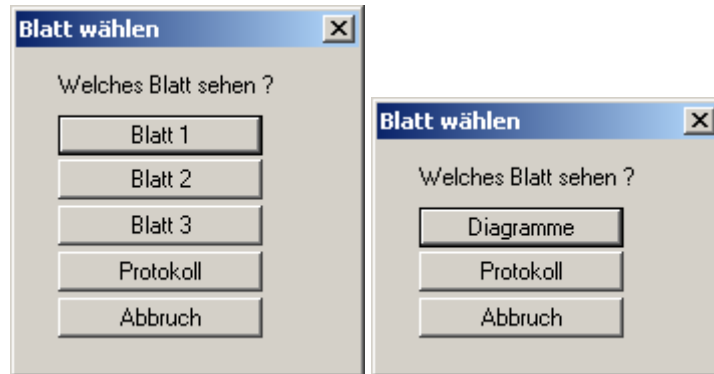 Blatt wählen
Welches Blatt sehen ?
Blatt 1
Blatt 2
Blatt 3
Protokoll
Abbruch
Blatt wählen
Welches Blatt sehen ?
Diagramme
Protokoll
Abbruch